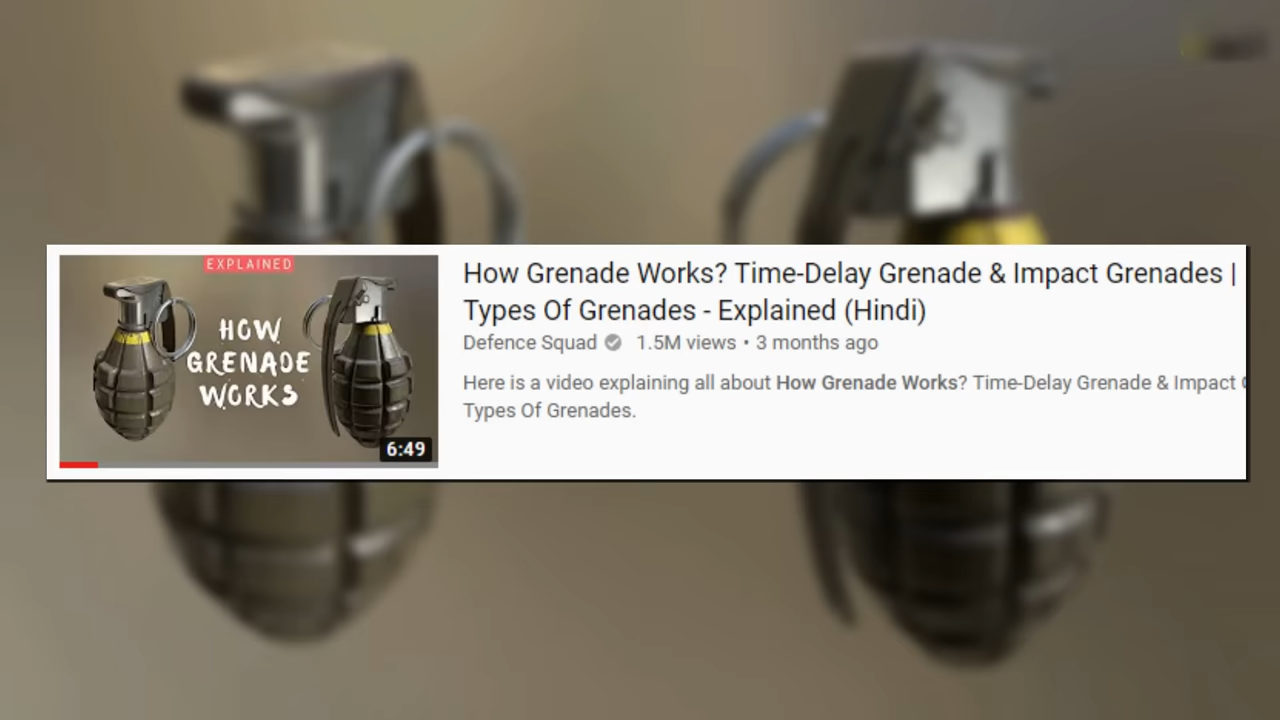 EXPLAINED
HOW
GRENADE
WORKS
6:49
How Grenade Works? Time-Delay Grenade & Impact Grenades |
Types Of Grenades - Explained (Hindi)
Defence Squad 1.5M views • 3 months ago
Here is a video explaining all about How Grenade Works? Time-Delay Grenade & Impact
Types Of Grenades.